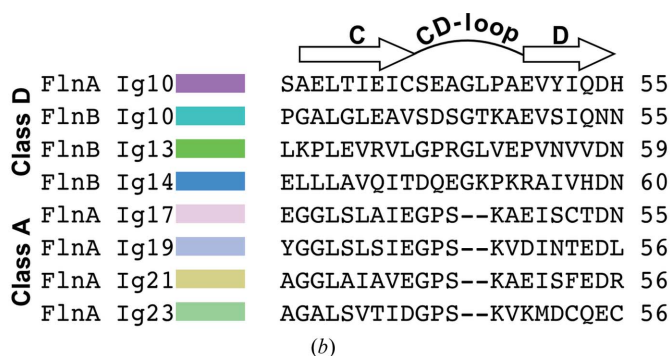 C CD-loop D
Class D
FlnA Ig10 SAELTIEICSEAGLPAEVYIQDH 55
FlnB Ig10 PGALGLEAVSDSGTKAEVSIQNN 55
FlnB Ig13 LKPLEVRVLGPRGLVEPVNVVDN 59
FlnB Ig14 ELLLAVQITDQEGKPKRAIVHDN 60
Class A
FlnA Ig17 EGGLSLAIEGPS--KAEISCTDN 55
FlnA Ig19 YGGLSLSIEGPS--KVDINTEDL 56
FlnA Ig21 AGGLAIAVEGPS--KAEISFEDR 56
FlnA Ig23 AGALSVTIDGPS--KVKMDCQEC 56
(b)